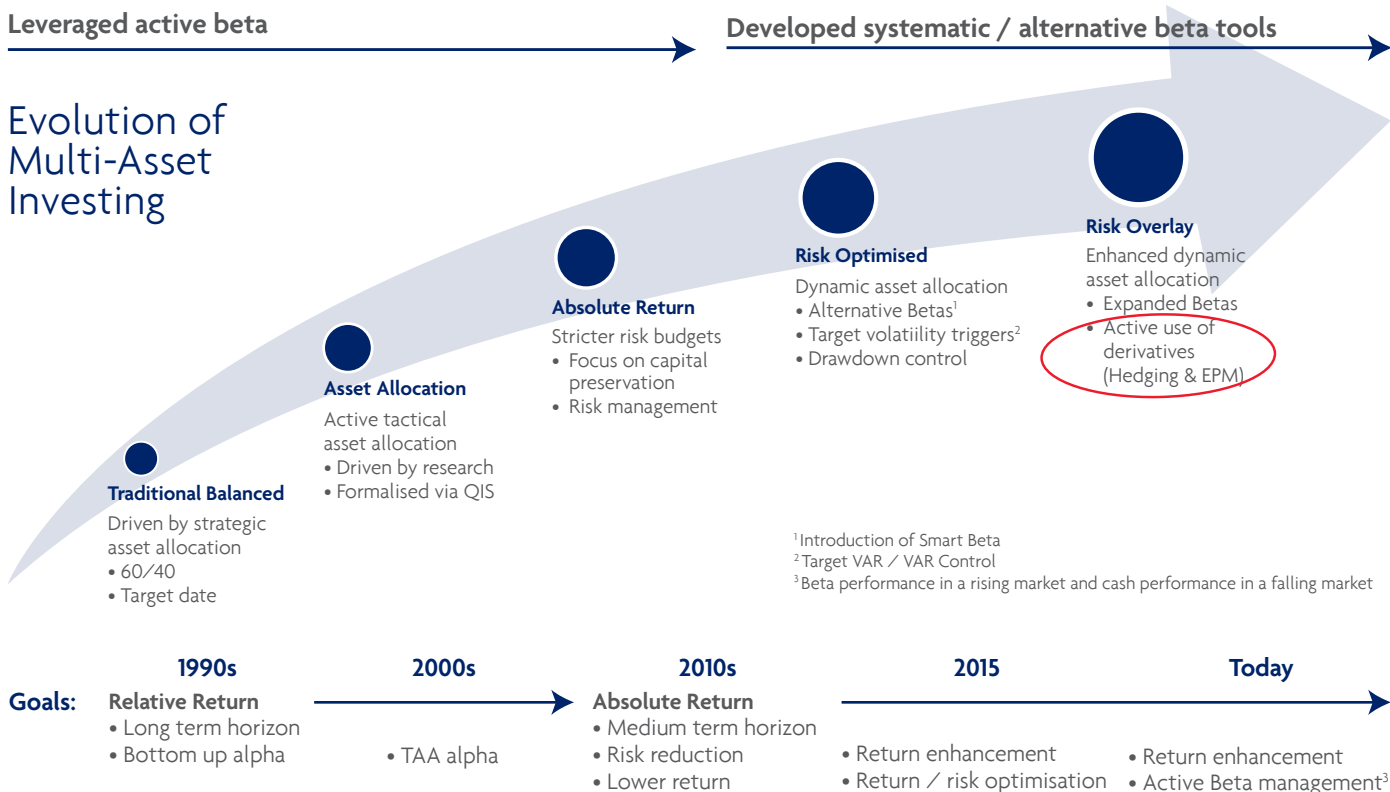 Leveraged active beta
Developed systematic / alternative beta tools
Evolution of
Multi-Asset
Investing
Risk Overlay
Enhanced dynamic
asset allocation
• Expanded Betas
• Active use of
derivatives
(Hedging & EPM)
Risk Optimised
Dynamic asset allocation
• Alternative Betas¹
• Target volatiility triggers²
• Drawdown control
Absolute Return
Stricter risk budgets
• Focus on capital
preservation
• Risk management
Asset Allocation
Active tactical
asset allocation
• Driven by research
• Formalised via QIS
Traditional Balanced
Driven by strategic
asset allocation
• 60/40
• Target date
¹ Introduction of Smart Beta
² Target VAR / VAR Control
³ Beta performance in a rising market and cash performance in a falling market
1990s
2000s
2010s
2015
Today
Goals:
Relative Return
• Long term horizon
• Bottom up alpha
• TAA alpha
Absolute Return
• Medium term horizon
• Risk reduction
• Lower return
• Return enhancement
• Return / risk optimisation
• Return enhancement
• Active Beta management³